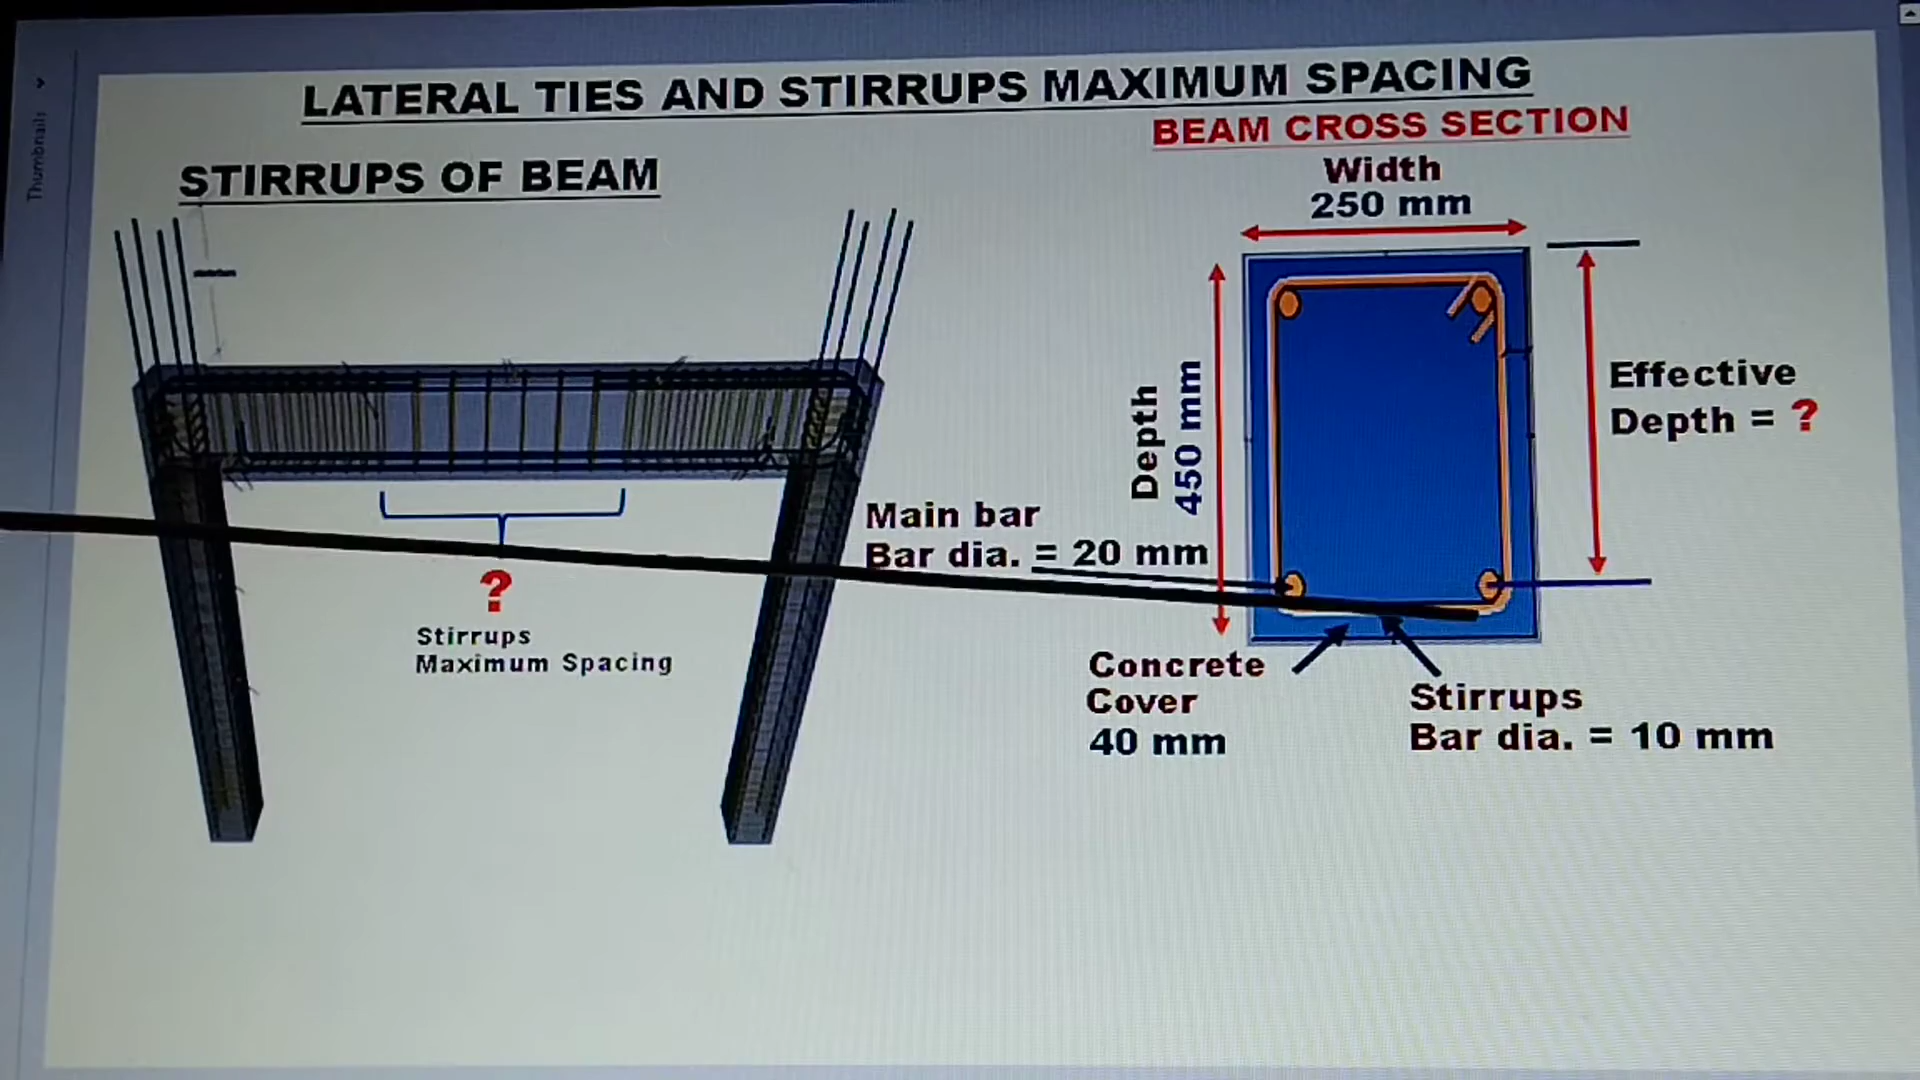 Thumbnails
LATERAL TIES AND STIRRUPS MAXIMUM SPACING
STIRRUPS OF BEAM
BEAM CROSS SECTION
Width
250 mm
Depth
450 mm
Effective
Depth = ?
Main bar
Bar dia. = 20 mm
?
Stirrups
Maximum Spacing
Concrete
Cover
40 mm
Stirrups
Bar dia. = 10 mm